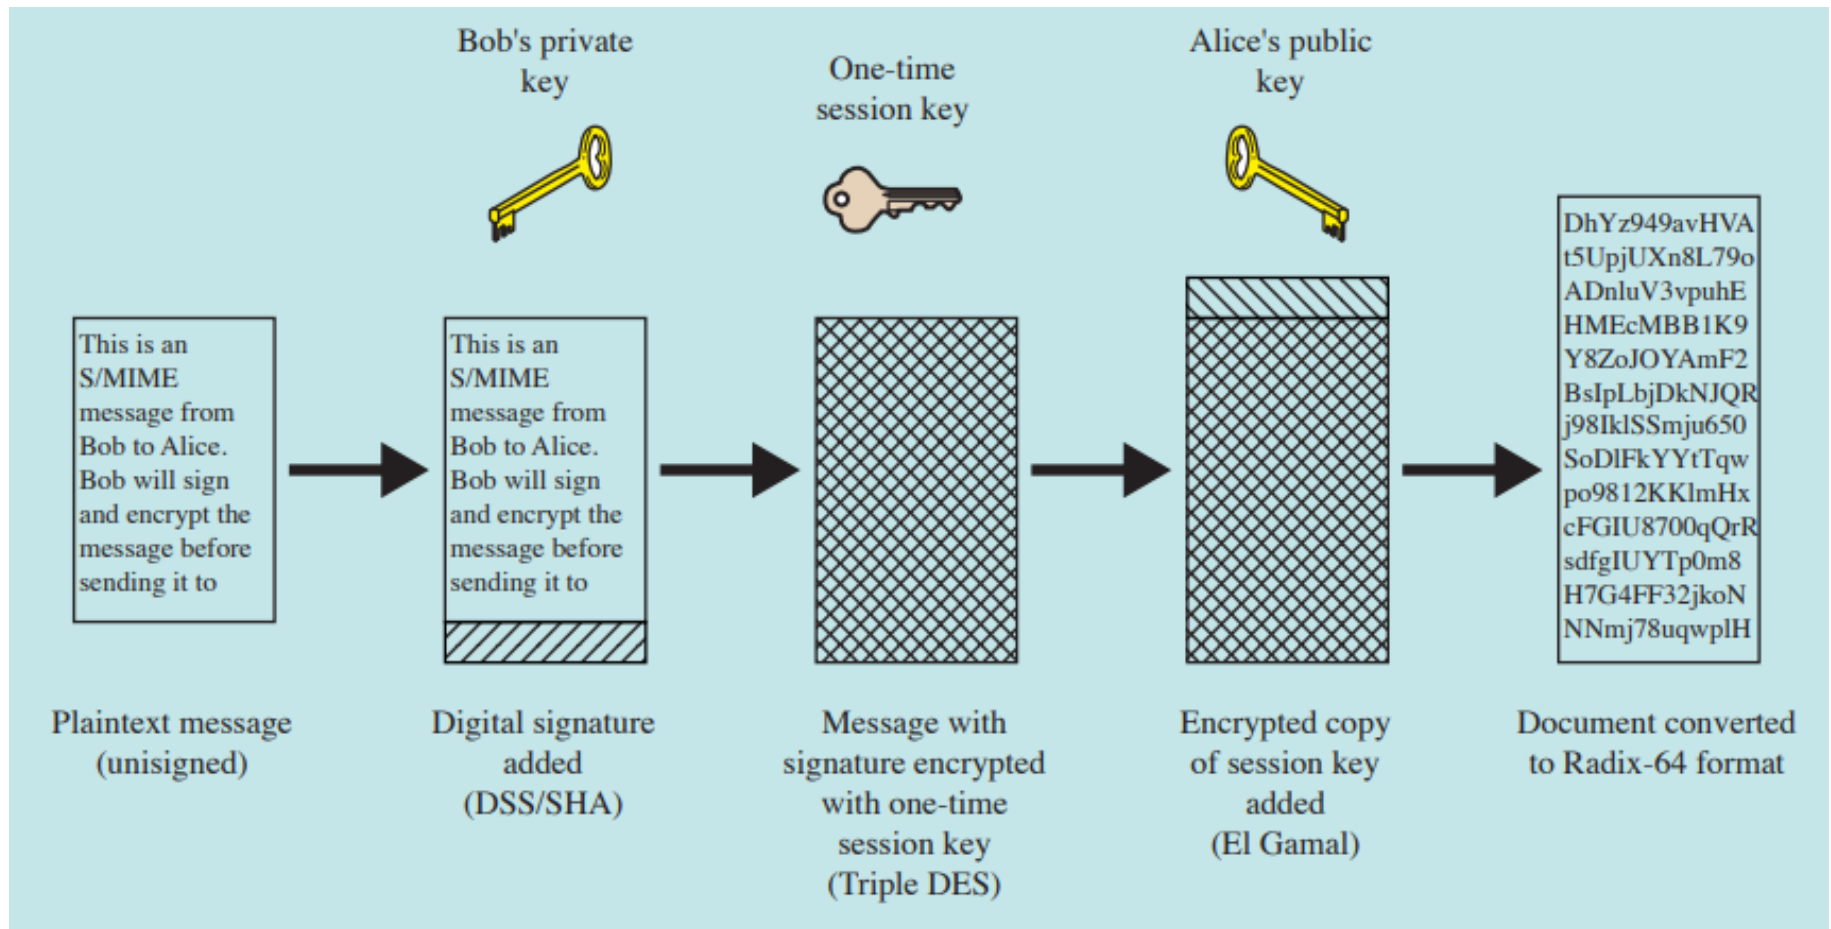 Bob's private
key
One-time
session key
Alice's public
key
This is an
S/MIME
message from
Bob to Alice.
Bob will sign
and encrypt the
message before
sending it to
This is an
S/MIME
message from
Bob to Alice.
Bob will sign
and encrypt the
message before
sending it to
DhYz949avHVA
t5UpjUXn8L79o
ADnluV3vpuhE
HMEcMBB1K9
Y8ZoJOYAmF2
BsIpLbjDkNJQR
j98IklSSmju650
SoDlFkYYtTqw
po9812KKlmHx
cFGIU8700qQrR
sdfgIUYTp0m8
H7G4FF32jkoN
NNmj78uqwplH
Plaintext message
(unisigned)
Digital signature
added
(DSS/SHA)
Message with
signature encrypted
with one-time
session key
(Triple DES)
Encrypted copy
of session key
added
(El Gamal)
Document converted
to Radix-64 format